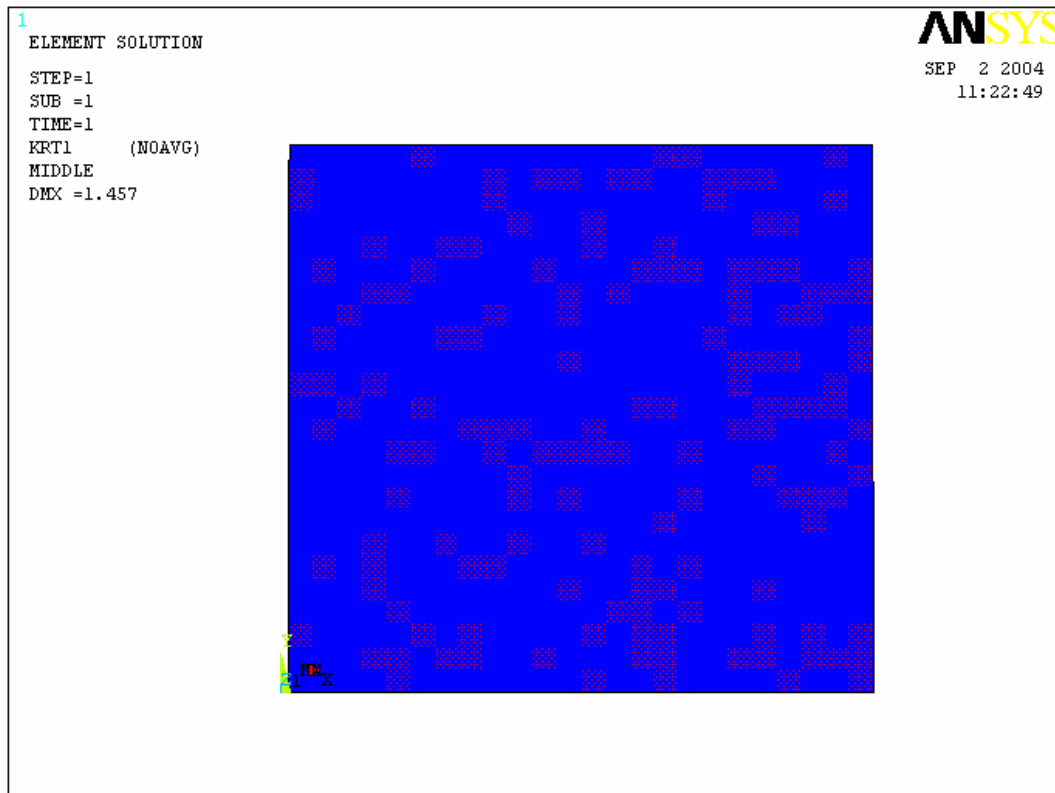 1
ELEMENT SOLUTION
STEP=1
SUB =1
TIME=1
KRT1 (NOAVG)
MIDDLE
DMX =1.457
ANSYS
SEP 2 2004
11:22:49
Y
X